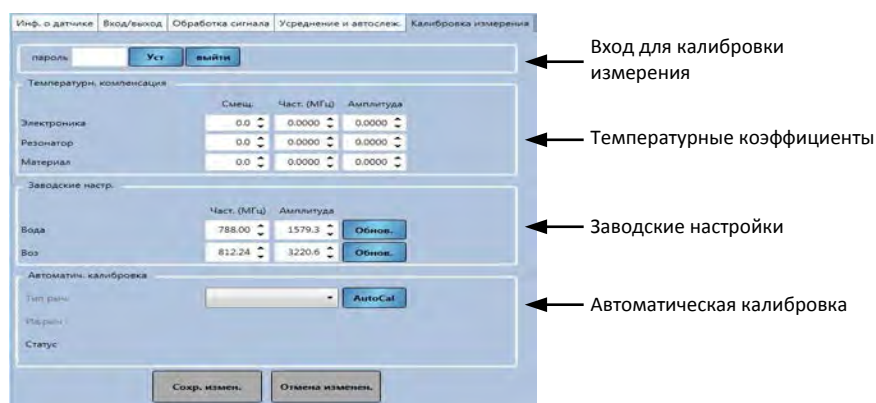 Инф. о датчике Вход/выход Обработка сигнала Усреднение и автослеж. Калибровка измерения
пароль Уст выйти
Вход для калибровки
измерения
Температурн. компенсация
Смещ. Част. (МГц) Амплитуда
Электроника 0.0 0.0000 0.0000
Резонатор 0.0 0.0000 0.0000
Материал 0.0 0.0000 0.0000
Температурные коэффициенты
Заводские настр.
Част. (МГц) Амплитуда
Вода 788.00 1579.3 Обнов.
Воз 812.24 3220.6 Обнов.
Заводские настройки
Автоматич. калибровка
AutoCal
Автоматическая калибровка
Статус
Сохр. измен. Отмена изменен.